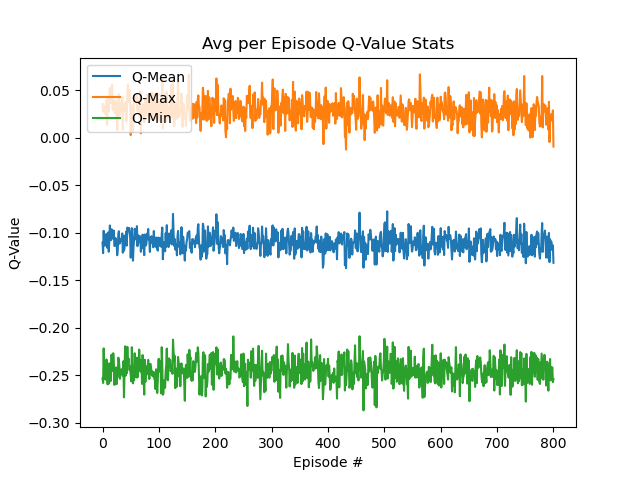 Avg per Episode Q-Value Stats
Q-Mean
Q-Max
Q-Min
0.05
0.00
−0.05
−0.10
−0.15
−0.20
−0.25
−0.30
Q-Value
0 100 200 300 400 500 600 700 800
Episode #